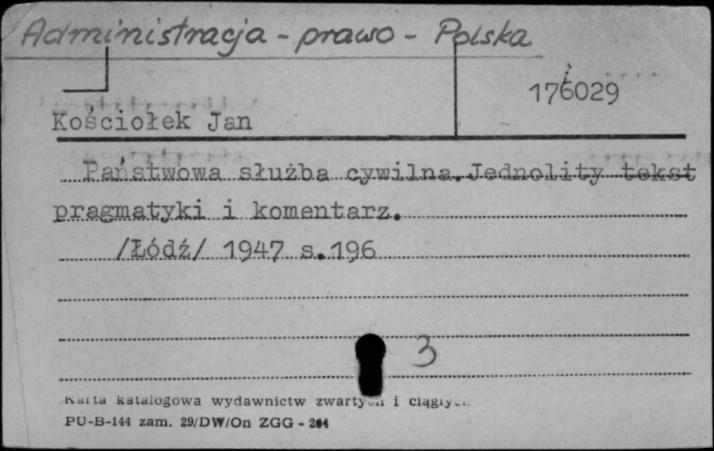 Administracja - prawo - Polska
176029
Kościołek Jan
Państwowa służba cywilna. Jednolity tekst
pragmatyki i komentarz.
/Łódź/ 1947 s.196
3
Karta katalogowa wydawnictw zwartych i ciągłych
PU-B-144 zam. 29/DW/On ZGG - 204